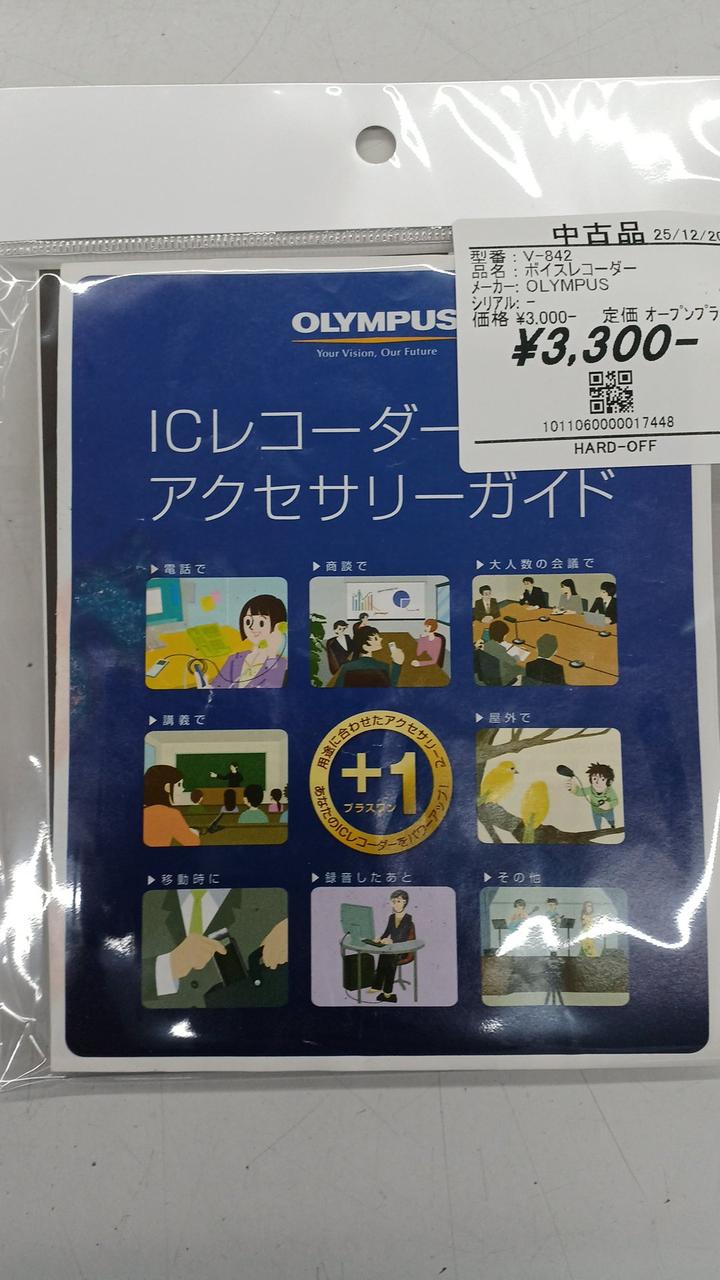 中古品 25/12/20
型番 : V-842
品名 : ボイスレコーダー
メーカー: OLYMPUS
シリアル: -
価格 ¥3,000- 定価 オープンプラ
¥3,300-
1011060000017448
HARD-OFF
OLYMPUS
Your Vision, Our Future
ICレコーダー
アクセサリーガイド
▶電話で
▶商談で
▶大人数の会議で
▶講義で
用途に合わせたアクセサリーで
+1
プラスワン
あなたのICレコーダーをパワーアップ!
▶屋外で
▶移動時に
▶録音したあと
▶その他